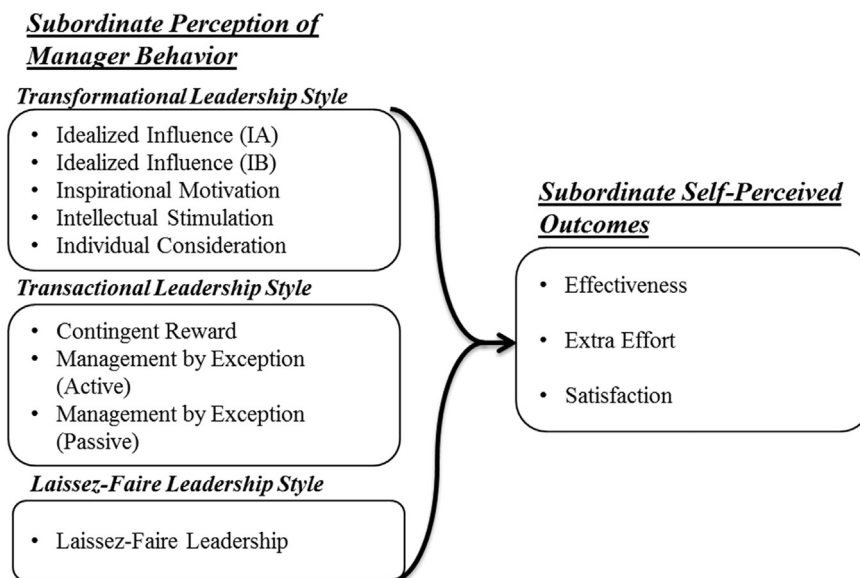 Subordinate Perception of
Manager Behavior
Transformational Leadership Style
• Idealized Influence (IA)
• Idealized Influence (IB)
• Inspirational Motivation
• Intellectual Stimulation
• Individual Consideration
Transactional Leadership Style
• Contingent Reward
• Management by Exception
(Active)
• Management by Exception
(Passive)
Laissez-Faire Leadership Style
• Laissez-Faire Leadership
Subordinate Self-Perceived
Outcomes
• Effectiveness
• Extra Effort
• Satisfaction